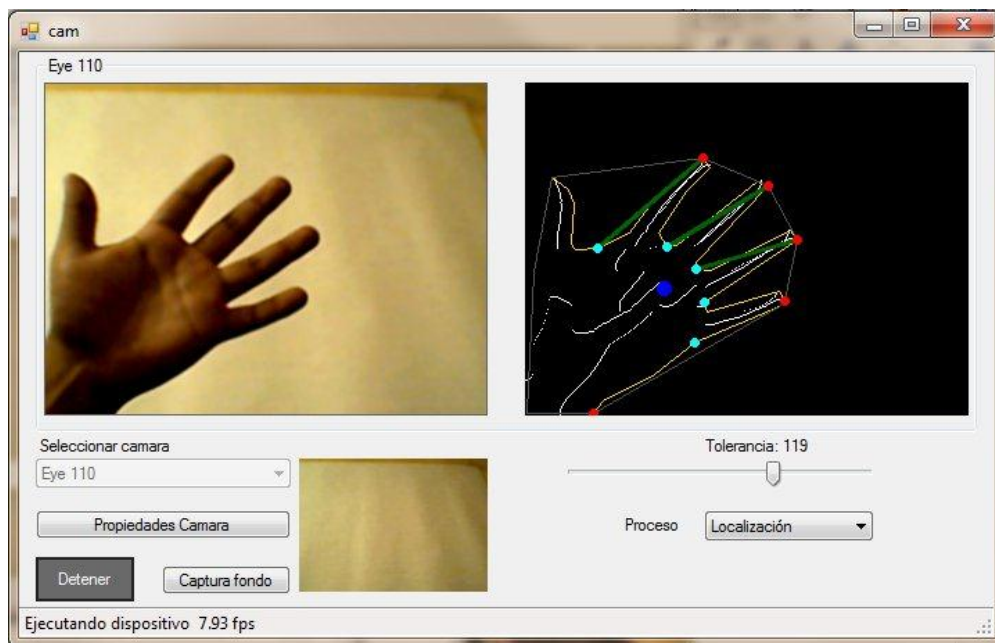 cam
Eye 110
Seleccionar camara
Eye 110
Propiedades Camara
Detener
Captura fondo
Tolerancia: 119
Proceso
Localización
Ejecutando dispositivo 7.93 fps